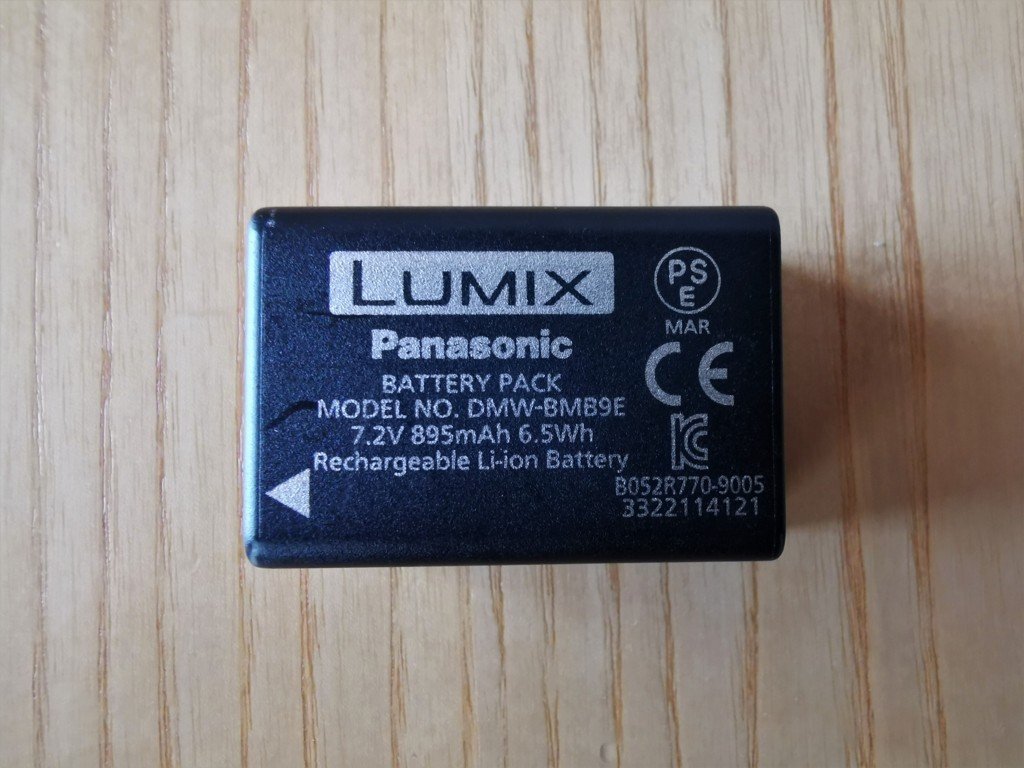 LUMIX
Panasonic
BATTERY PACK
MODEL NO. DMW-BMB9E
7.2V 895mAh 6.5Wh
Rechargeable Li-ion Battery
PS
E
MAR
CE
KC
B052R770-9005
3322114121